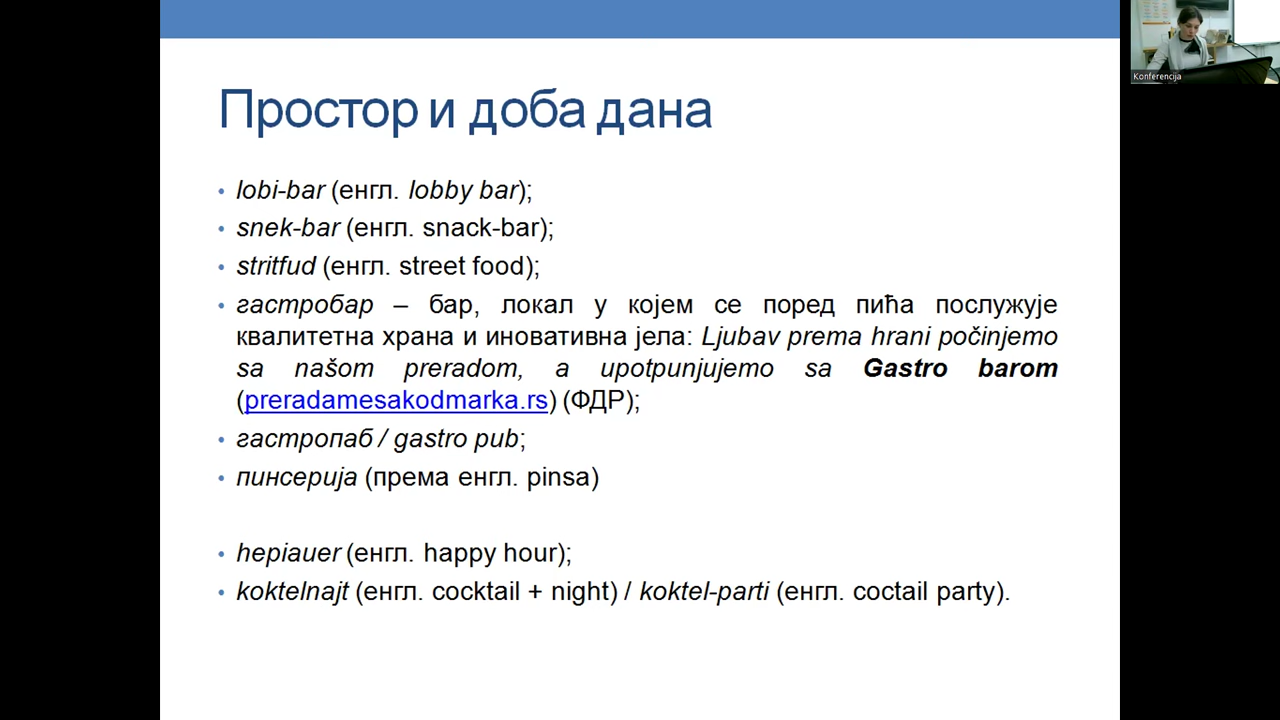 Простор и доба дана
• lobi-bar (енгл. lobby bar);
• snek-bar (енгл. snack-bar);
• stritfud (енгл. street food);
• гастробар – бар, локал у којем се поред пића послужује
квалитетна храна и иновативна јела: Ljubav prema hrani počinjemo
sa našom preradom, a upotpunjujemo sa Gastro barom
(preradamesakodmarka.rs) (ФДР);
• гастропаб / gastro pub;
• пинсерија (према енгл. pinsa)
• hepiauer (енгл. happy hour);
• koktelnajt (енгл. cocktail + night) / koktel-parti (енгл. coctail party).
Konferencija